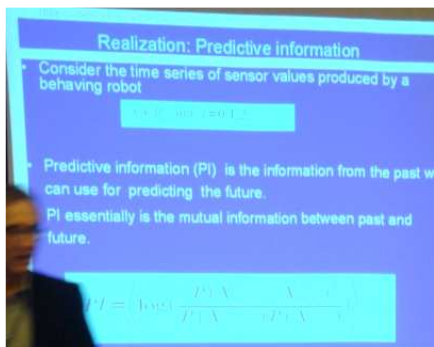 Realization: Predictive information
• Consider the time series of sensor values produced by a
behaving robot
• Predictive information (PI) is the information from the past w
can use for predicting the future.
PI essentially is the mutual information between past and
future.
PI = log